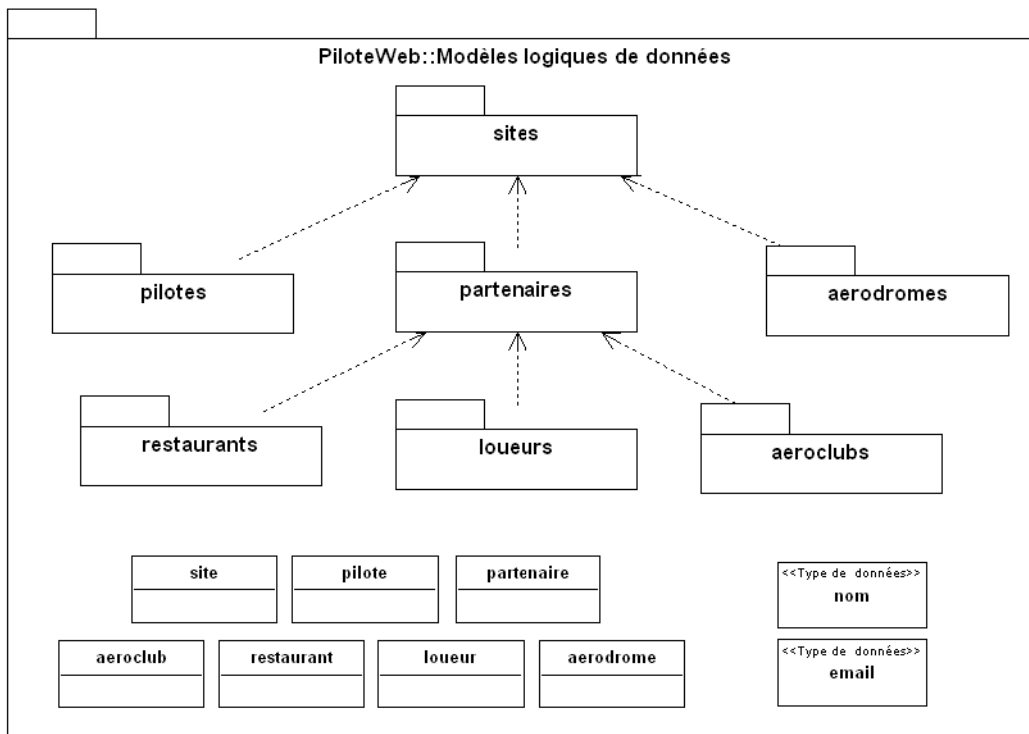 PiloteWeb::Modèles logiques de données
sites
pilotes
partenaires
aerodromes
restaurants
loueurs
aeroclubs
site
pilote
partenaire
<<Type de données>>
nom
aeroclub
restaurant
loueur
aerodrome
<<Type de données>>
email